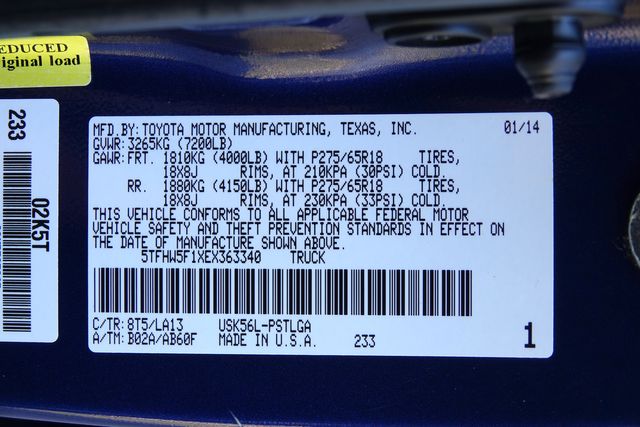 EDUCED
iginal load
233
02K5T
MFD.BY: TOYOTA MOTOR MANUFACTURING, TEXAS, INC. 01/14
GVWR: 3265KG (7200LB)
GAWR: FRT. 1810KG (4000LB) WITH P275/65R18 TIRES,
18X8J RIMS, AT 210KPA (30PSI) COLD.
RR. 1880KG (4150LB) WITH P275/65R18 TIRES,
18X8J RIMS, AT 230KPA (33PSI) COLD.
THIS VEHICLE CONFORMS TO ALL APPLICABLE FEDERAL MOTOR
VEHICLE SAFETY AND THEFT PREVENTION STANDARDS IN EFFECT ON
THE DATE OF MANUFACTURE SHOWN ABOVE.
5TFHW5F1XEX363340 TRUCK
C/TR: 8T5/LA13 USK56L-PSTLGA
A/TM: B02A/AB60F MADE IN U.S.A. 233 1